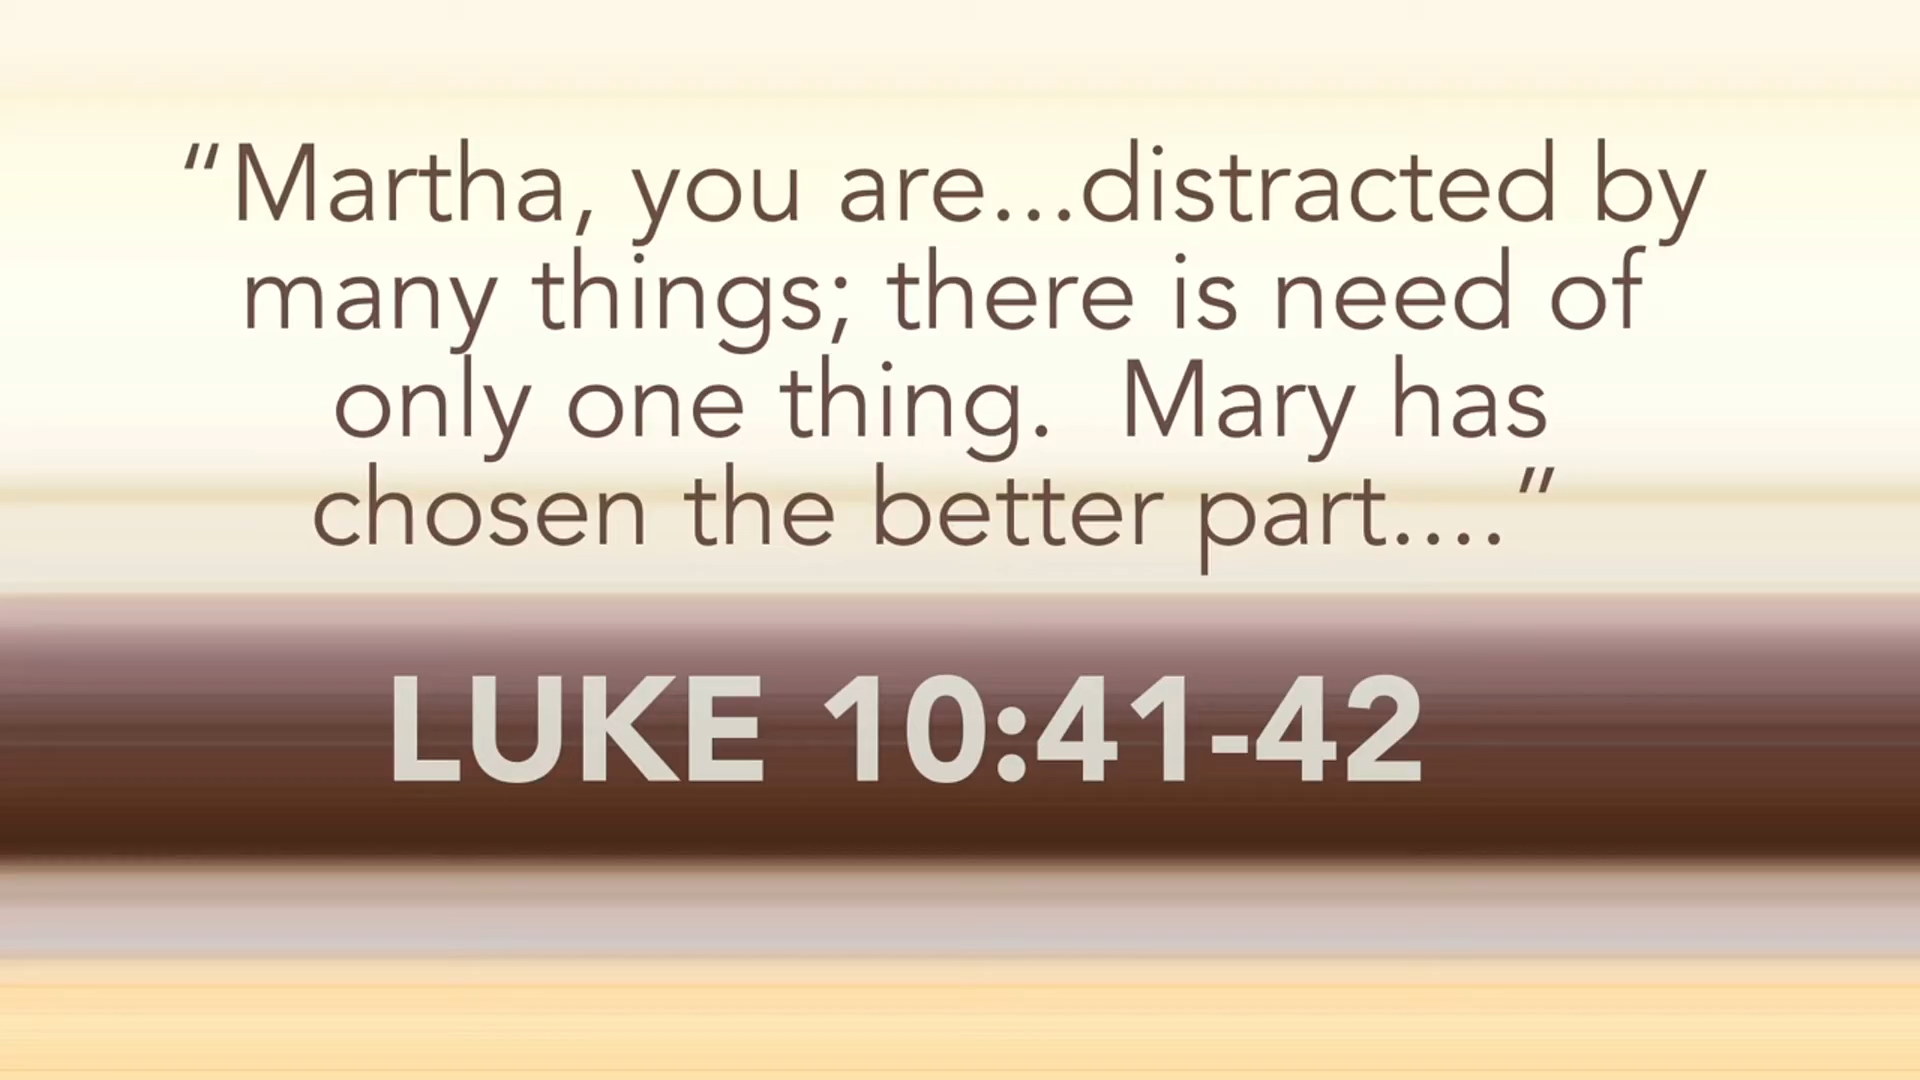 “Martha, you are...distracted by
many things; there is need of
only one thing.  Mary has
chosen the better part....”
LUKE 10:41-42